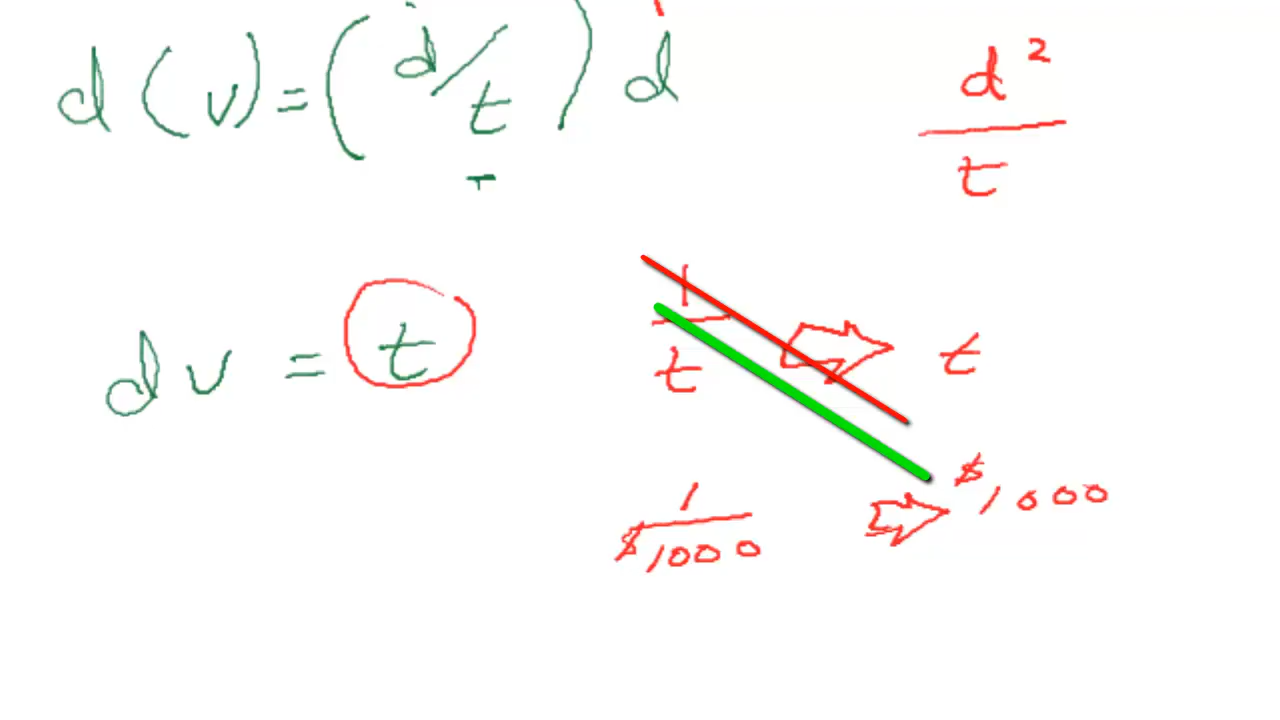 d (v) = (d/t) d
d²/t
dv = t
1/t ⇨ t
1/$1000 ⇨ $1000